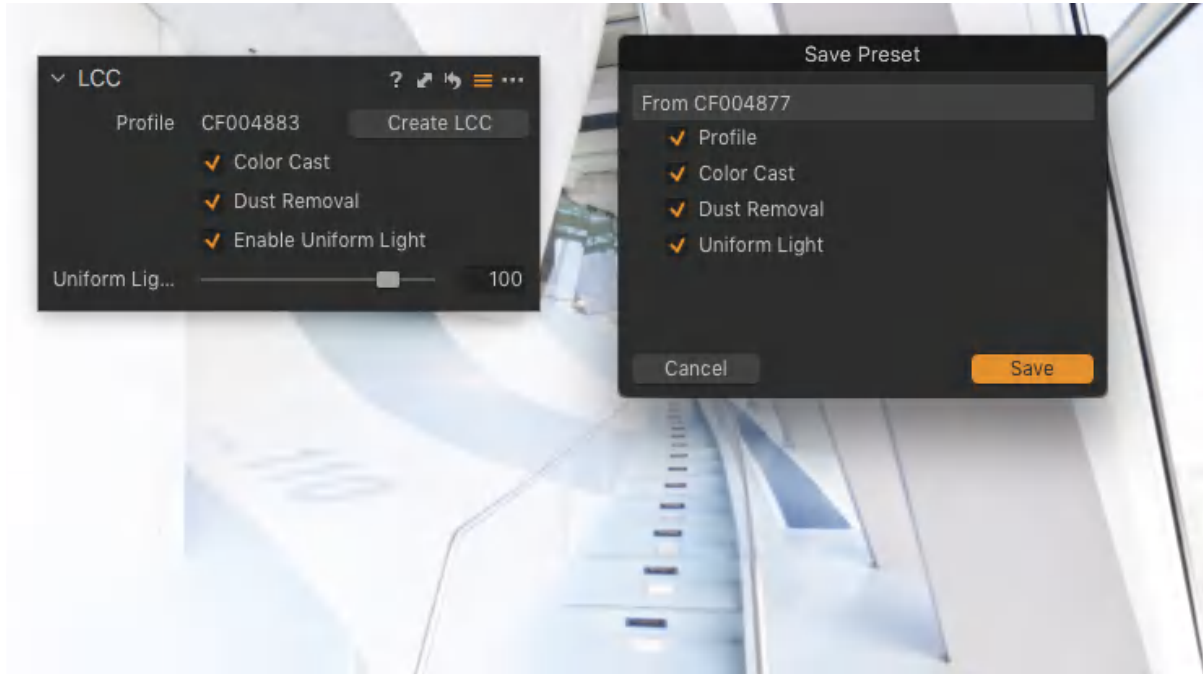 LCC
?
Profile CF004883 Create LCC
Color Cast
Dust Removal
Enable Uniform Light
Uniform Lig... 100
Save Preset
From CF004877
Profile
Color Cast
Dust Removal
Uniform Light
Cancel Save